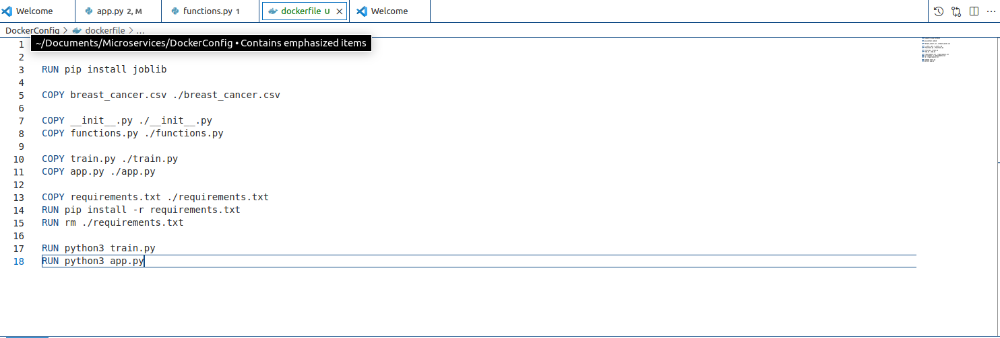 Welcome
app.py 2, M
functions.py 1
dockerfile U
Welcome
DockerConfig > dockerfile > ...
~/Documents/Microservices/DockerConfig • Contains emphasized items
1
2
3 RUN pip install joblib
4
5 COPY breast_cancer.csv ./breast_cancer.csv
6
7 COPY __init__.py ./__init__.py
8 COPY functions.py ./functions.py
9
10 COPY train.py ./train.py
11 COPY app.py ./app.py
12
13 COPY requirements.txt ./requirements.txt
14 RUN pip install -r requirements.txt
15 RUN rm ./requirements.txt
16
17 RUN python3 train.py
18 RUN python3 app.py